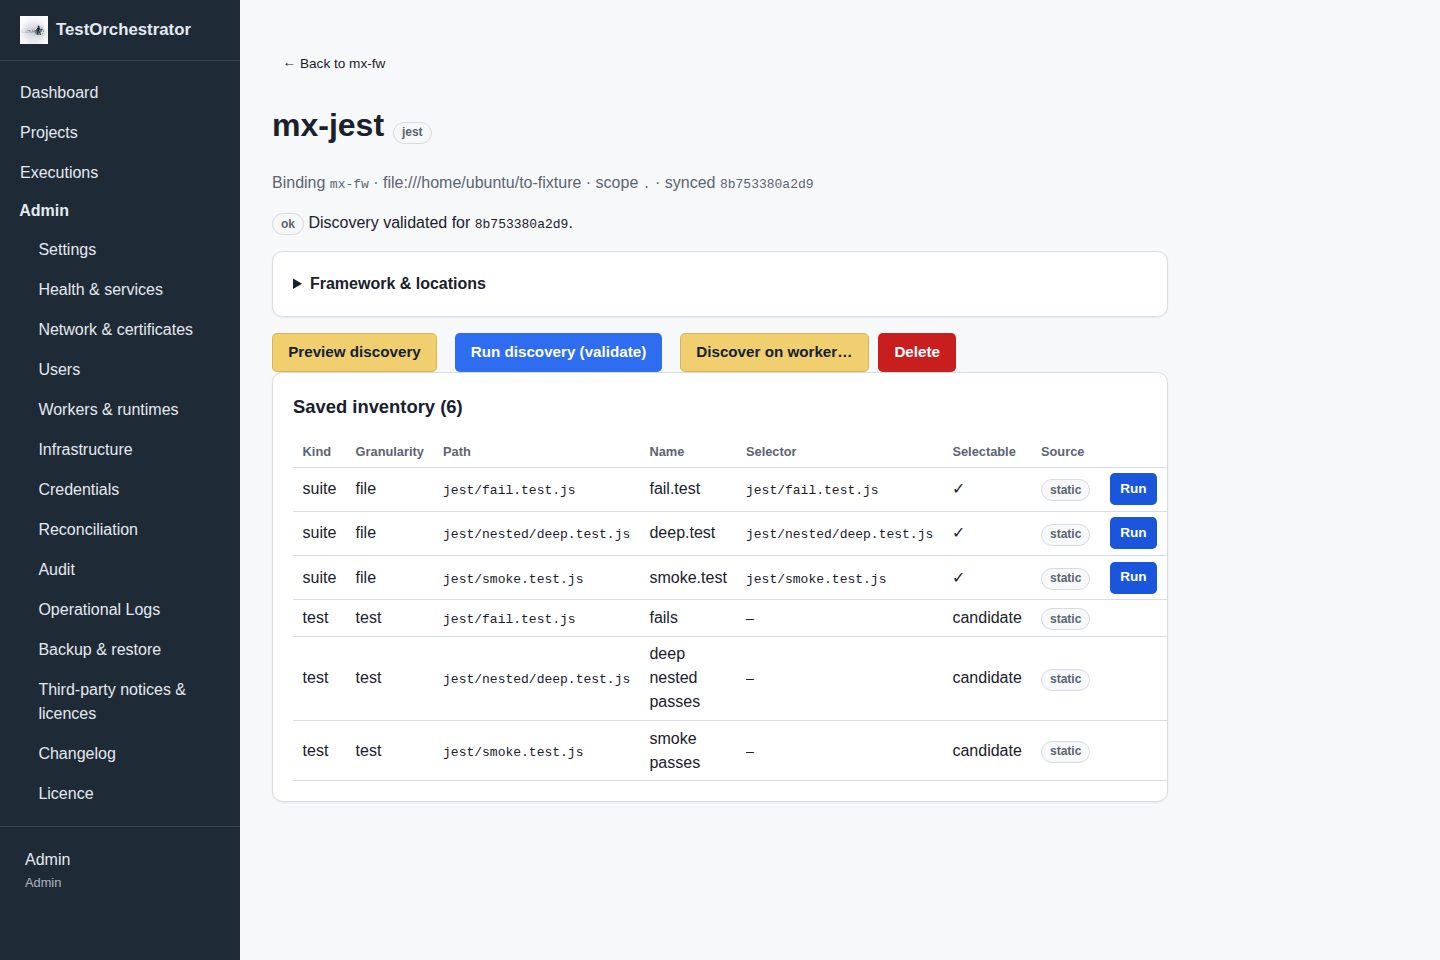 TestOrchestrator
Dashboard
Projects
Executions
Admin
Settings
Health & services
Network & certificates
Users
Workers & runtimes
Infrastructure
Credentials
Reconciliation
Audit
Operational Logs
Backup & restore
Third-party notices &
licences
Changelog
Licence
Admin
Admin
← Back to mx-fw
mx-jest jest
Binding mx-fw · file:///home/ubuntu/to-fixture · scope . · synced 8b753380a2d9
ok Discovery validated for 8b753380a2d9.
▶ Framework & locations
Preview discovery Run discovery (validate) Discover on worker… Delete
Saved inventory (6)
Kind Granularity Path Name Selector Selectable Source
suite file jest/fail.test.js fail.test jest/fail.test.js ✓ static Run
suite file jest/nested/deep.test.js deep.test jest/nested/deep.test.js ✓ static Run
suite file jest/smoke.test.js smoke.test jest/smoke.test.js ✓ static Run
test test jest/fail.test.js fails – candidate static
test test jest/nested/deep.test.js deep nested passes – candidate static
test test jest/smoke.test.js smoke passes – candidate static